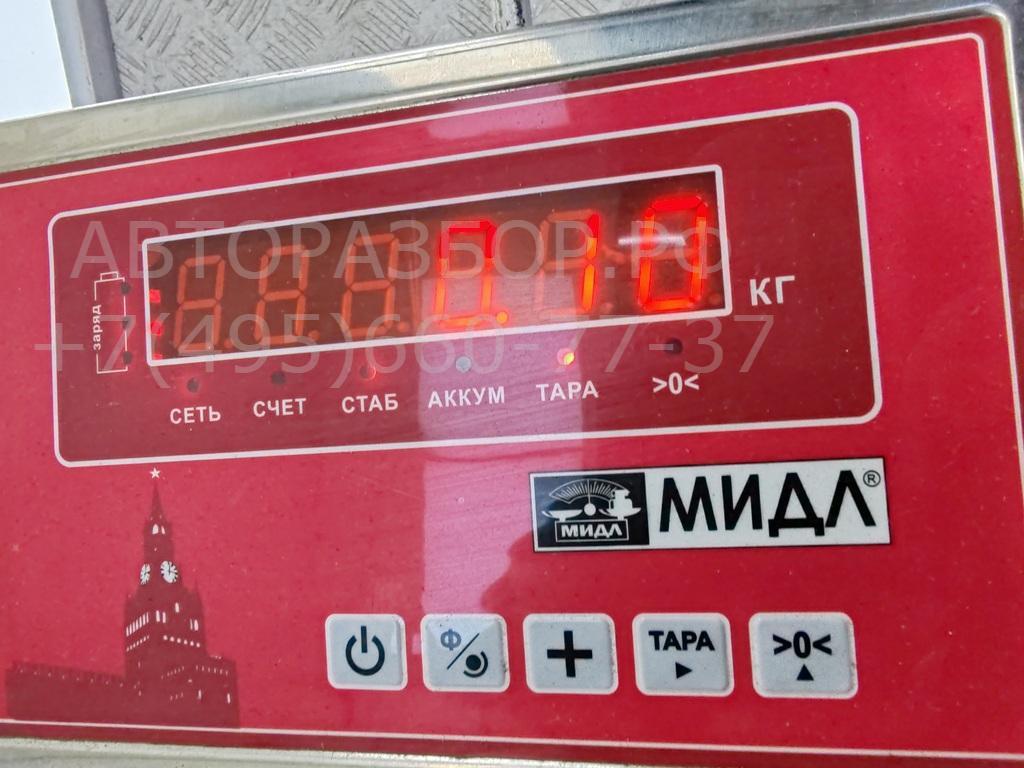 АВТОРАЗБОР.РФ
0.10 КГ
+7(495)660-77-37
заряд
СЕТЬ СЧЕТ СТАБ АККУМ ТАРА >0<
МИДЛ МИДЛ®
Ф ТАРА >0<